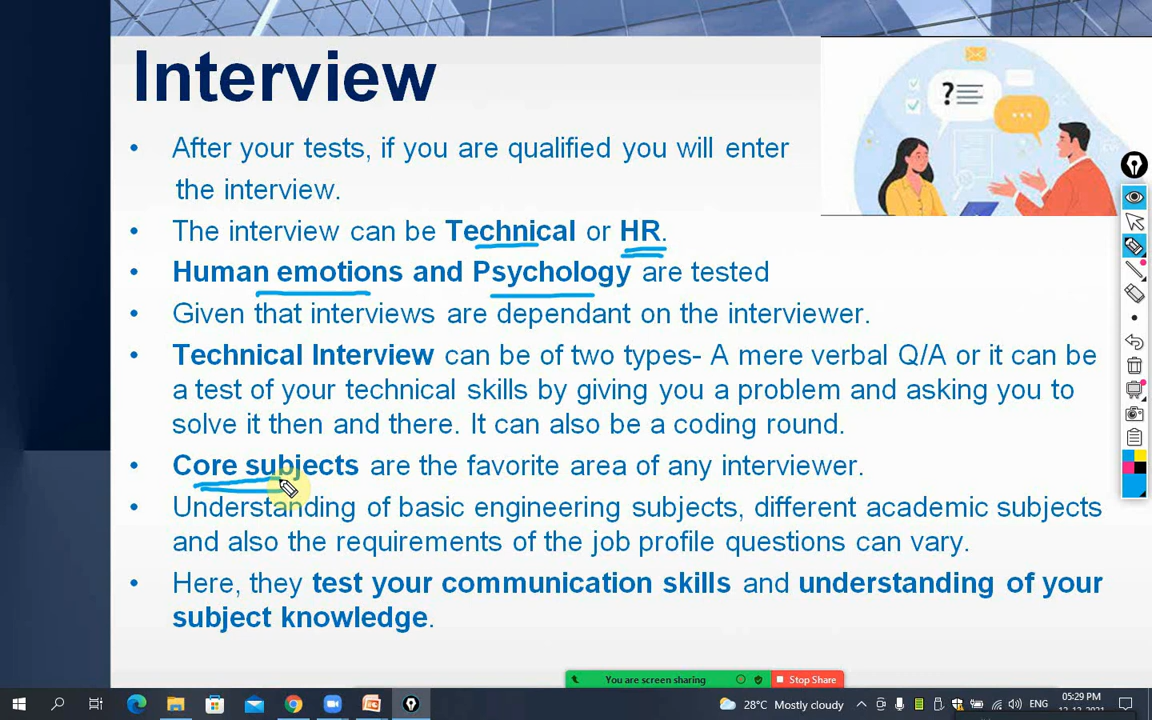 Interview
• After your tests, if you are qualified you will enter
the interview.
• The interview can be Technical or HR.
• Human emotions and Psychology are tested
• Given that interviews are dependant on the interviewer.
• Technical Interview can be of two types- A mere verbal Q/A or it can be
a test of your technical skills by giving you a problem and asking you to
solve it then and there. It can also be a coding round.
• Core subjects are the favorite area of any interviewer.
• Understanding of basic engineering subjects, different academic subjects
and also the requirements of the job profile questions can vary.
• Here, they test your communication skills and understanding of your
subject knowledge.
?
You are screen sharing
Stop Share
28°C Mostly cloudy
ENG
05:29 PM